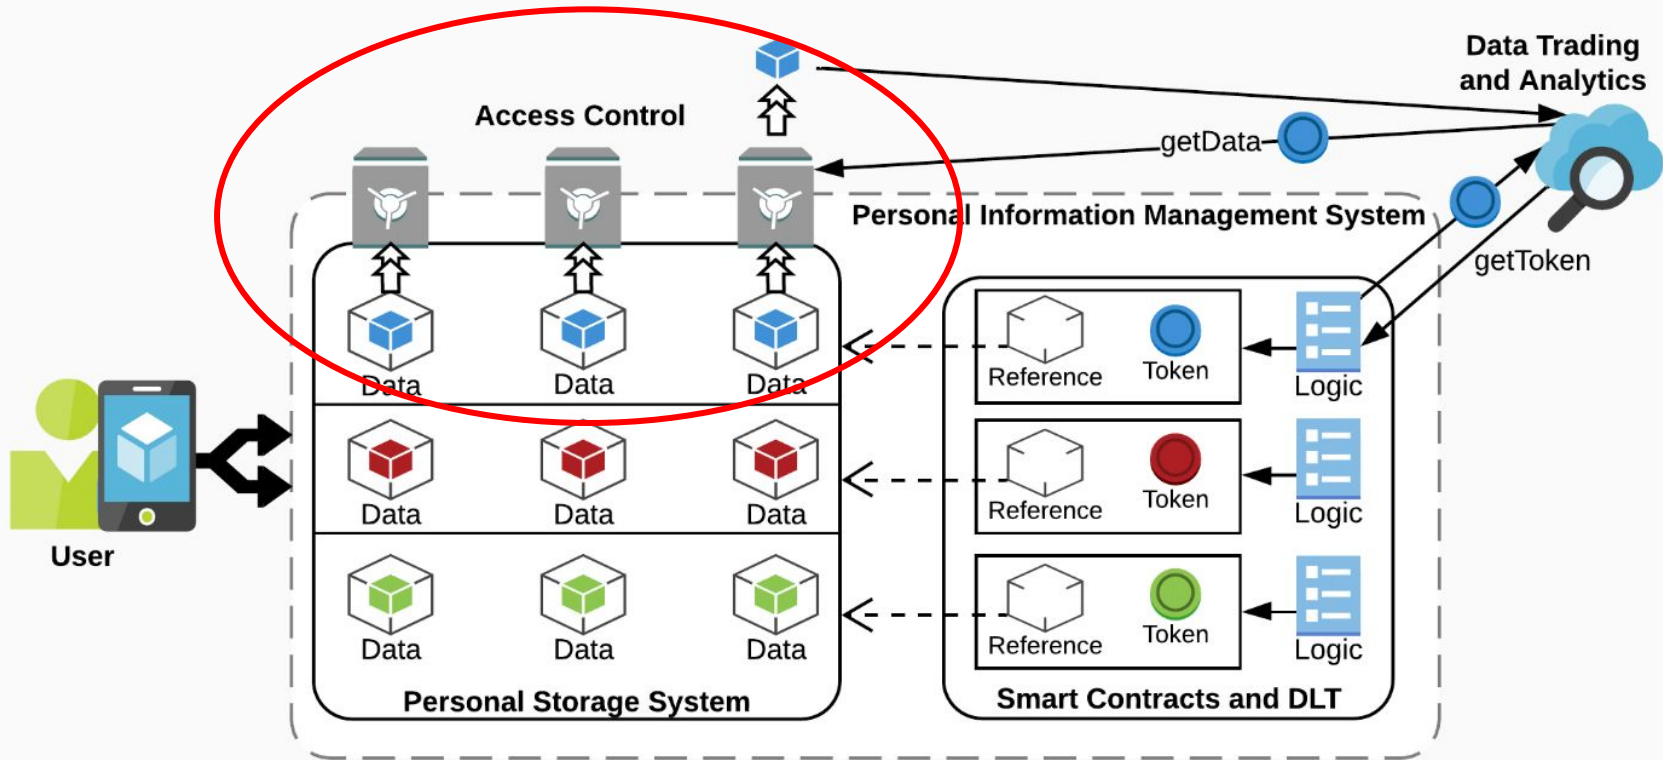 Data Trading
and Analytics
Access Control
getData
Personal Information Management System
getToken
Reference
Token
Logic
Data
Data
Data
Reference
Token
Logic
Data
Data
Data
User
Reference
Token
Logic
Data
Data
Data
Personal Storage System
Smart Contracts and DLT